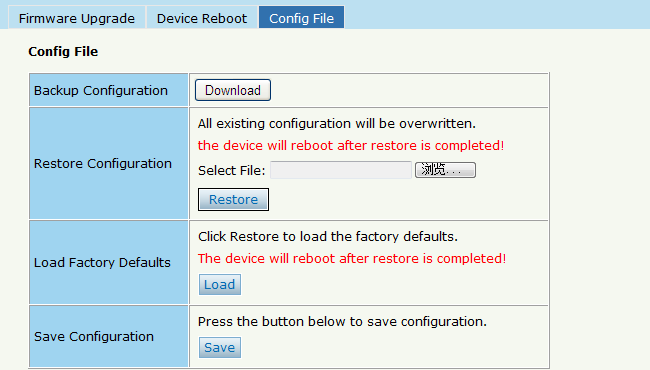 Firmware Upgrade Device Reboot Config File
Config File
Backup Configuration Download
All existing configuration will be overwritten.
the device will reboot after restore is completed!
Restore Configuration
Select File: 浏览...
Restore
Click Restore to load the factory defaults.
Load Factory Defaults
The device will reboot after restore is completed!
Load
Press the button below to save configuration.
Save Configuration
Save